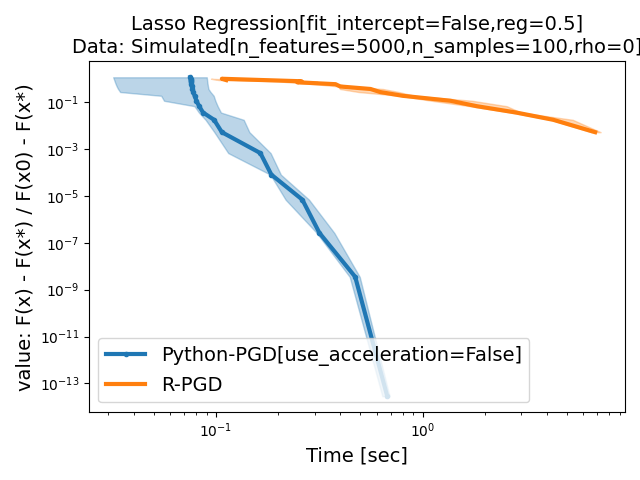 Lasso Regression[fit_intercept=False,reg=0.5]
Data: Simulated[n_features=5000,n_samples=100,rho=0]
value: F(x) - F(x*) / F(x0) - F(x*)
10⁻¹
10⁻³
10⁻⁵
10⁻⁷
10⁻⁹
10⁻¹¹
10⁻¹³
Python-PGD[use_acceleration=False]
R-PGD
10⁻¹
10⁰
Time [sec]